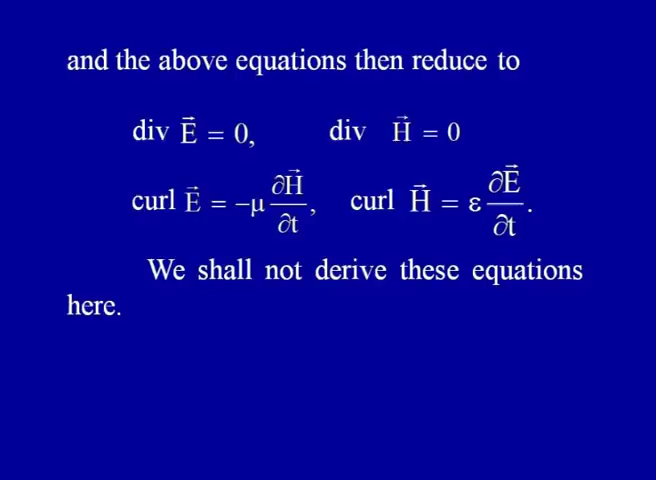 and the above equations then reduce to
div E⃗ = 0, div H⃗ = 0
curl E⃗ = −μ ∂H⃗/∂t, curl H⃗ = ε ∂E⃗/∂t.
We shall not derive these equations
here.